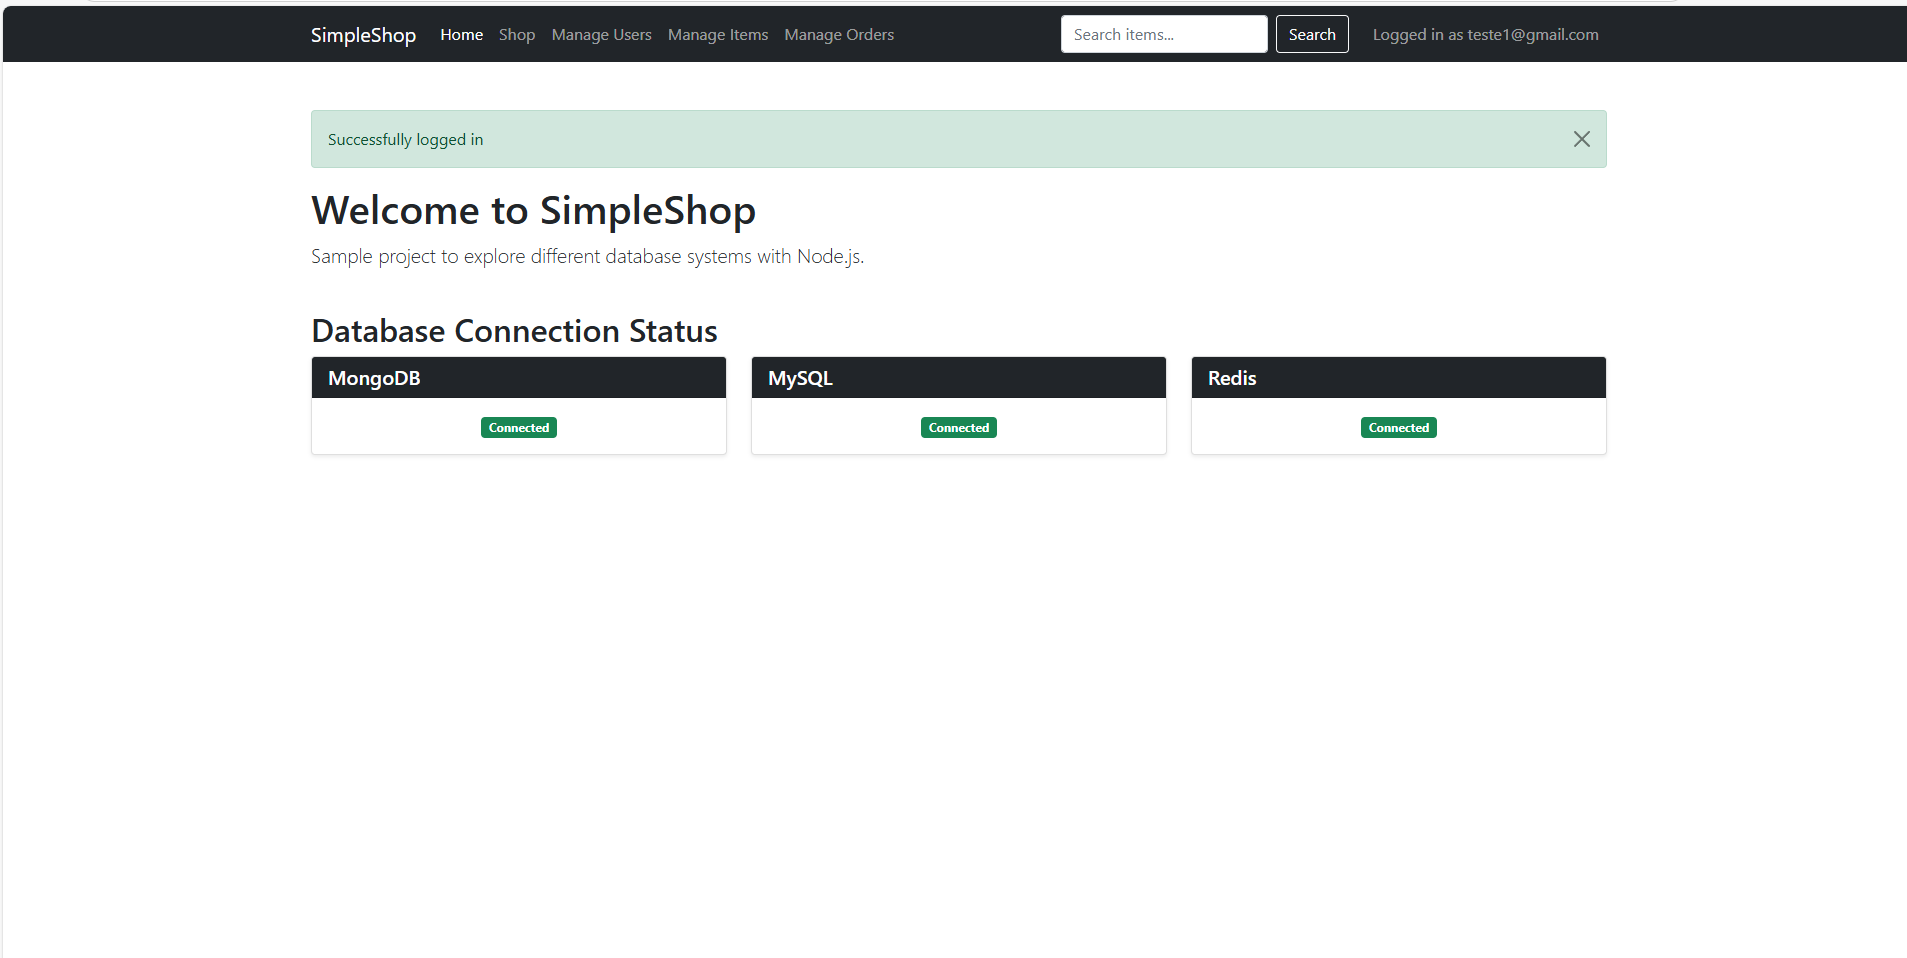 SimpleShop Home Shop Manage Users Manage Items Manage Orders Search items... Search Logged in as teste1@gmail.com
Successfully logged in
Welcome to SimpleShop
Sample project to explore different database systems with Node.js.
Database Connection Status
MongoDB MySQL Redis
Connected Connected Connected